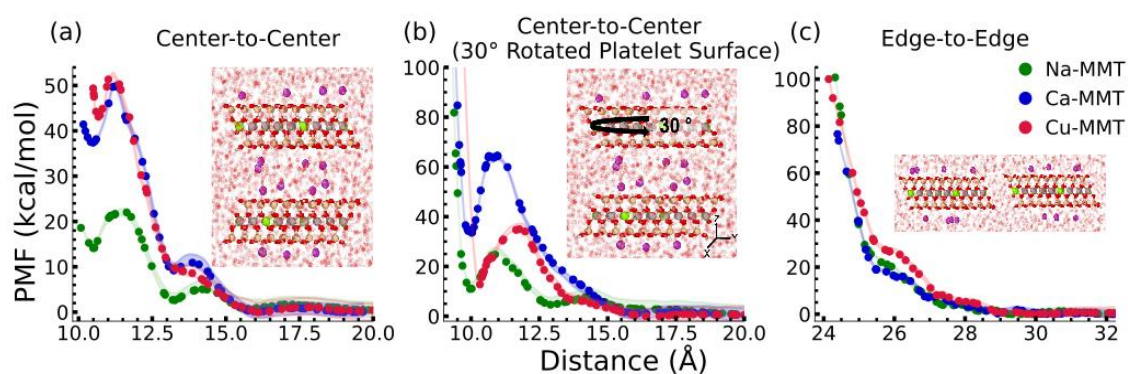 (a) Center-to-Center
(b) Center-to-Center
(30° Rotated Platelet Surface)
(c) Edge-to-Edge
PMF (kcal/mol)
50
40
30
20
10
0
10.0 12.5 15.0 17.5 20.0
100
80
60
40
20
0
30 °
Z
Y
X
10.0 12.5 15.0 17.5 20.0
Distance (Å)
100
80
60
40
20
0
24 26 28 30 32
Na-MMT
Ca-MMT
Cu-MMT